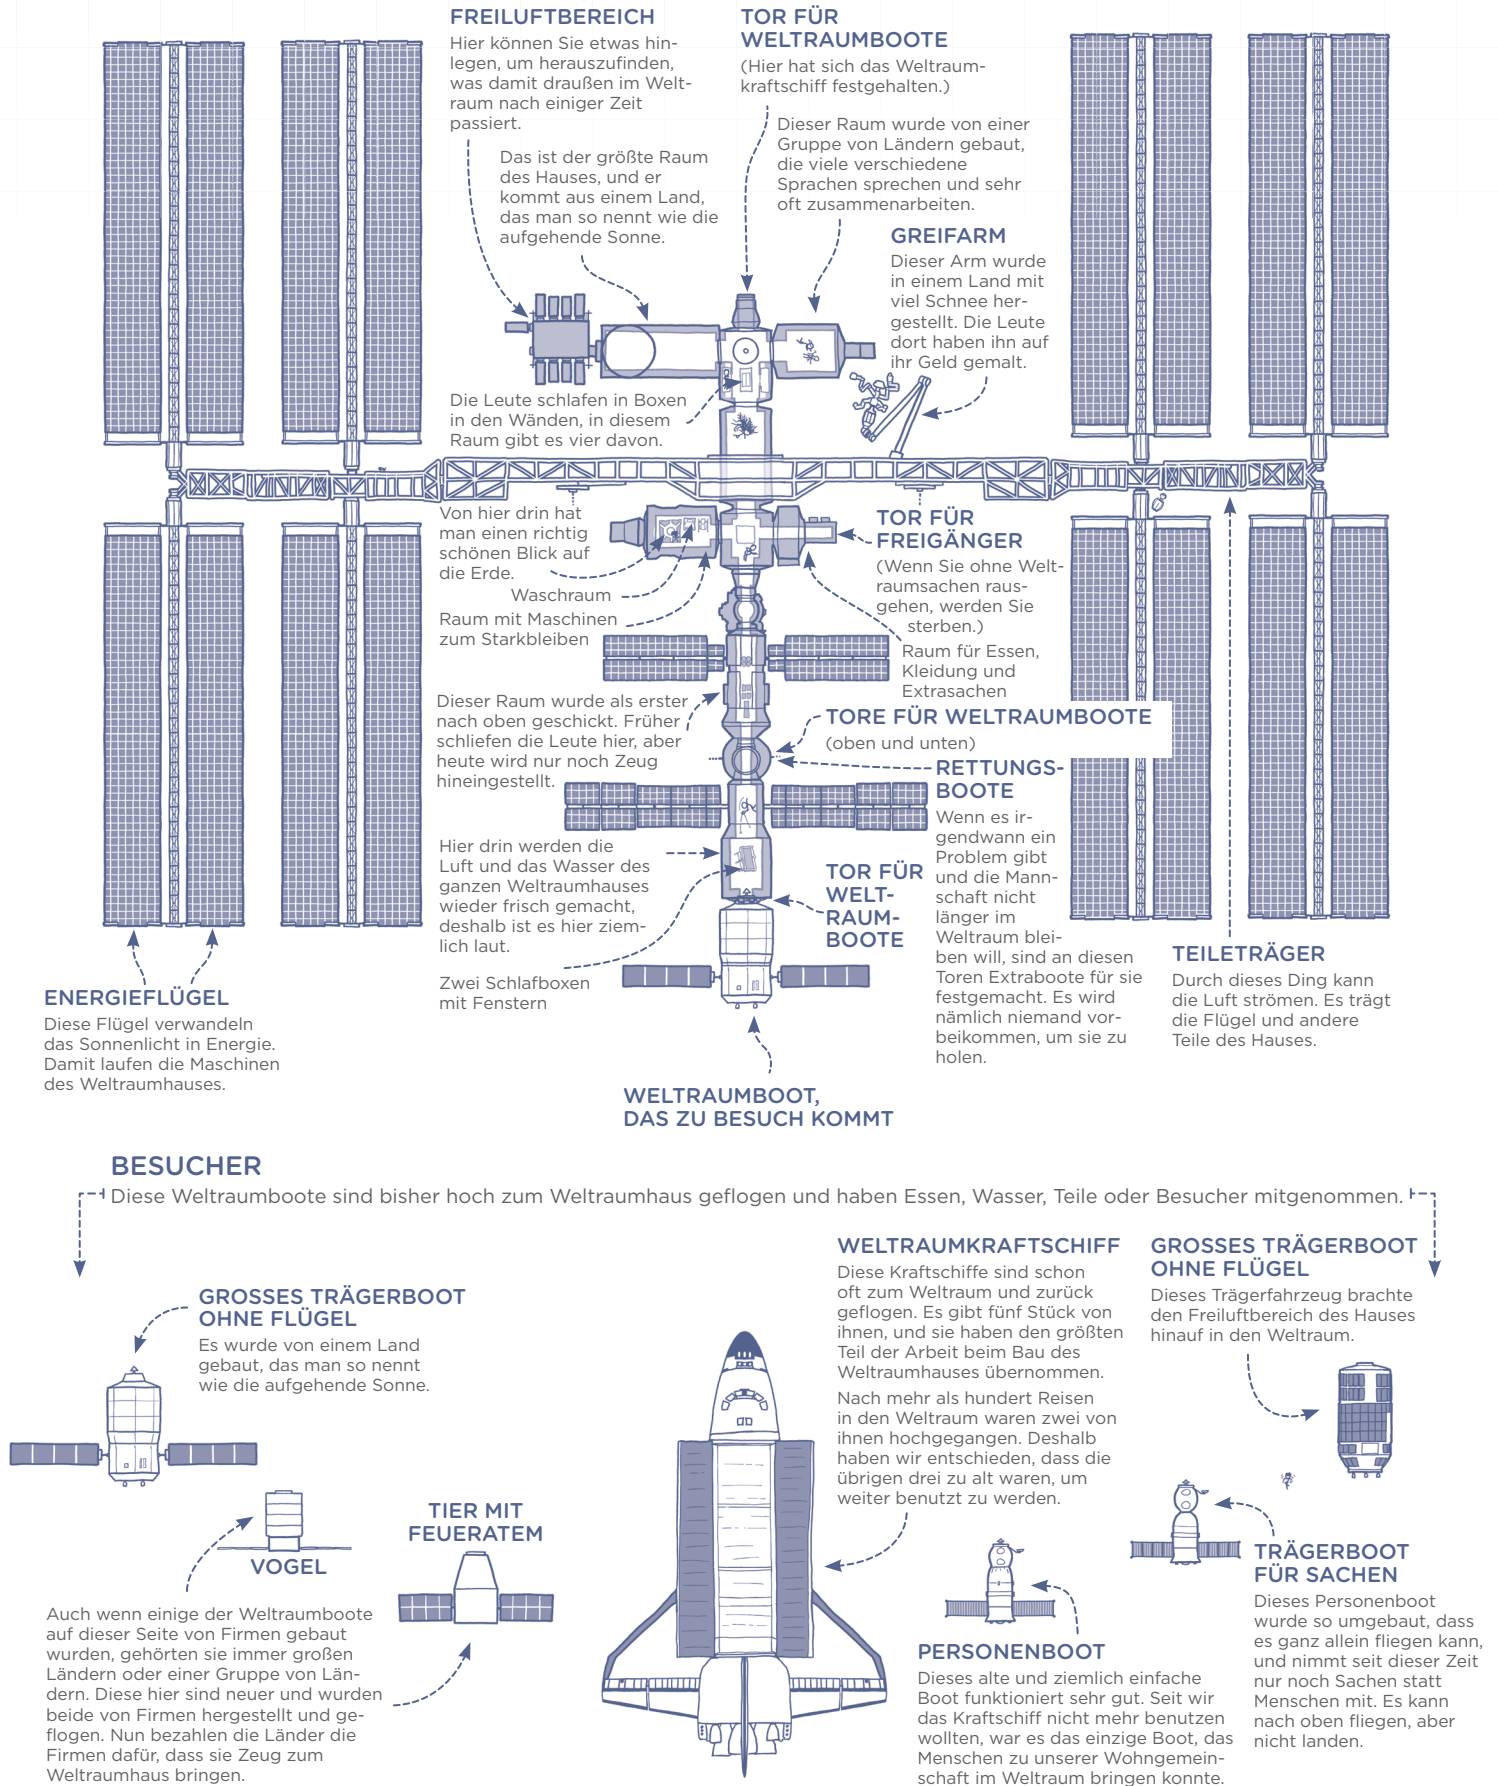 FREILUFTBEREICH
Hier können Sie etwas hin-
legen, um herauszufinden,
was damit draußen im Welt-
raum nach einiger Zeit
passiert.
TOR FÜR
WELTRAUMBOOTE
(Hier hat sich das Weltraum-
kraftschiff festgehalten.)
Das ist der größte Raum
des Hauses, und er
kommt aus einem Land,
das man so nennt wie die
aufgehende Sonne.
Dieser Raum wurde von einer
Gruppe von Ländern gebaut,
die viele verschiedene
Sprachen sprechen und sehr
oft zusammenarbeiten.
GREIFARM
Dieser Arm wurde
in einem Land mit
viel Schnee her-
gestellt. Die Leute
dort haben ihn auf
ihr Geld gemalt.
Die Leute schlafen in Boxen
in den Wänden, in diesem
Raum gibt es vier davon.
Von hier drin hat
man einen richtig
schönen Blick auf
die Erde.
Waschraum
Raum mit Maschinen
zum Starkbleiben
TOR FÜR
FREIGÄNGER
(Wenn Sie ohne Welt-
raumsachen raus-
gehen, werden Sie
sterben.)
Raum für Essen,
Kleidung und
Extrasachen
Dieser Raum wurde als erster
nach oben geschickt. Früher
schliefen die Leute hier, aber
heute wird nur noch Zeug
hineingestellt.
TORE FÜR WELTRAUMBOOTE
(oben und unten)
RETTUNGS-
BOOTE
Wenn es ir-
gendwann ein
Problem gibt
und die Mann-
schaft nicht
länger im
Weltraum blei-
ben will, sind an diesen
Toren Extraboote für sie
festgemacht. Es wird
nämlich niemand vor-
beikommen, um sie zu
holen.
Hier drin werden die
Luft und das Wasser des
ganzen Weltraumhauses
wieder frisch gemacht,
deshalb ist es hier ziem-
lich laut.
Zwei Schlafboxen
mit Fenstern
TOR FÜR
WELT-
RAUM-
BOOTE
TEILETRÄGER
Durch dieses Ding kann
die Luft strömen. Es trägt
die Flügel und andere
Teile des Hauses.
ENERGIEFLÜGEL
Diese Flügel verwandeln
das Sonnenlicht in Energie.
Damit laufen die Maschinen
des Weltraumhauses.
WELTRAUMBOOT,
DAS ZU BESUCH KOMMT
BESUCHER
Diese Weltraumboote sind bisher hoch zum Weltraumhaus geflogen und haben Essen, Wasser, Teile oder Besucher mitgenommen.
GROSSES TRÄGERBOOT
OHNE FLÜGEL
Es wurde von einem Land
gebaut, das man so nennt
wie die aufgehende Sonne.
WELTRAUMKRAFTSCHIFF
Diese Kraftschiffe sind schon
oft zum Weltraum und zurück
geflogen. Es gibt fünf Stück von
ihnen, und sie haben den größten
Teil der Arbeit beim Bau des
Weltraumhauses übernommen.
Nach mehr als hundert Reisen
in den Weltraum waren zwei von
ihnen hochgegangen. Deshalb
haben wir entschieden, dass die
übrigen drei zu alt waren, um
weiter benutzt zu werden.
GROSSES TRÄGERBOOT
OHNE FLÜGEL
Dieses Trägerfahrzeug brachte
den Freiluftbereich des Hauses
hinauf in den Weltraum.
VOGEL
TIER MIT
FEUERATEM
Auch wenn einige der Weltraumboote
auf dieser Seite von Firmen gebaut
wurden, gehörten sie immer großen
Ländern oder einer Gruppe von Län-
dern. Diese hier sind neuer und wurden
beide von Firmen hergestellt und ge-
flogen. Nun bezahlen die Länder die
Firmen dafür, dass sie Zeug zum
Weltraumhaus bringen.
PERSONENBOOT
Dieses alte und ziemlich einfache
Boot funktioniert sehr gut. Seit wir
das Kraftschiff nicht mehr benutzen
wollten, war es das einzige Boot, das
Menschen zu unserer Wohngemein-
schaft im Weltraum bringen konnte.
TRÄGERBOOT
FÜR SACHEN
Dieses Personenboot
wurde so umgebaut, dass
es ganz allein fliegen kann,
und nimmt seit dieser Zeit
nur noch Sachen statt
Menschen mit. Es kann
nach oben fliegen, aber
nicht landen.